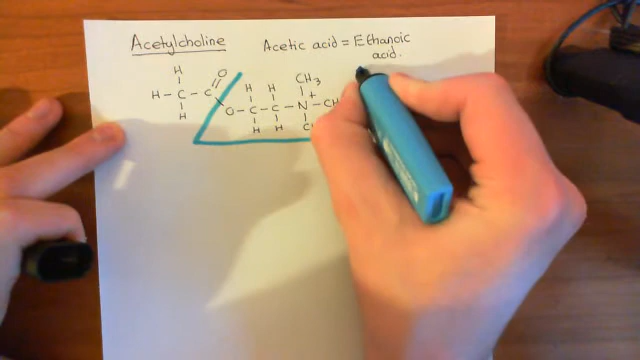 Acetylcholine
Acetic acid = Ethanoic
acid.
H O
H H CH3
H - C - C
+
O - C - C - N - CH
H
H H C